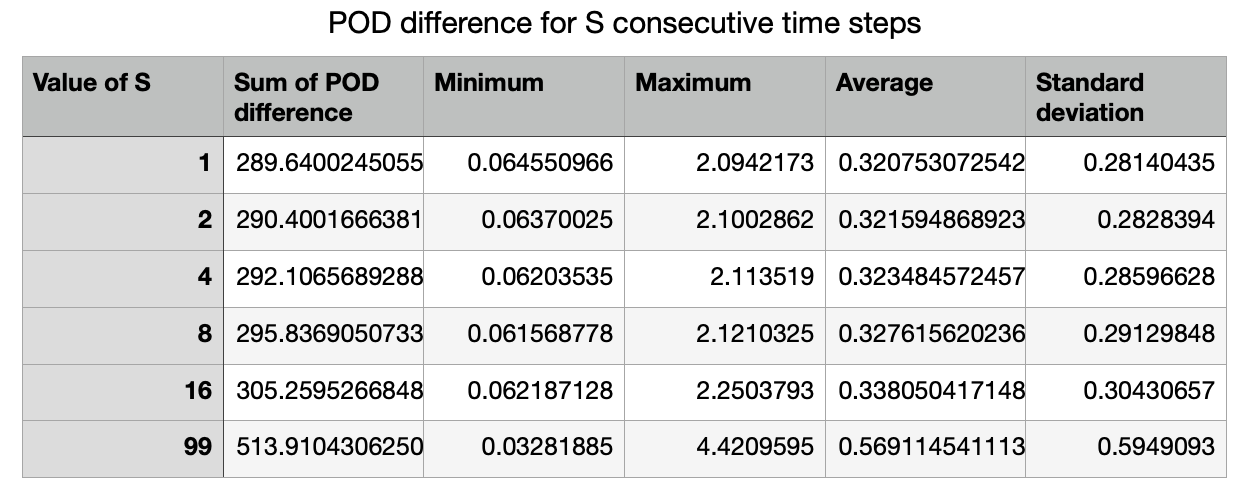 POD difference for S consecutive time steps
Value of S Sum of POD difference Minimum Maximum Average Standard deviation
1 289.6400245055 0.064550966 2.0942173 0.320753072542 0.28140435
2 290.4001666381 0.06370025 2.1002862 0.321594868923 0.2828394
4 292.1065689288 0.06203535 2.113519 0.323484572457 0.28596628
8 295.8369050733 0.061568778 2.1210325 0.327615620236 0.29129848
16 305.2595266848 0.062187128 2.2503793 0.338050417148 0.30430657
99 513.9104306250 0.03281885 4.4209595 0.569114541113 0.5949093